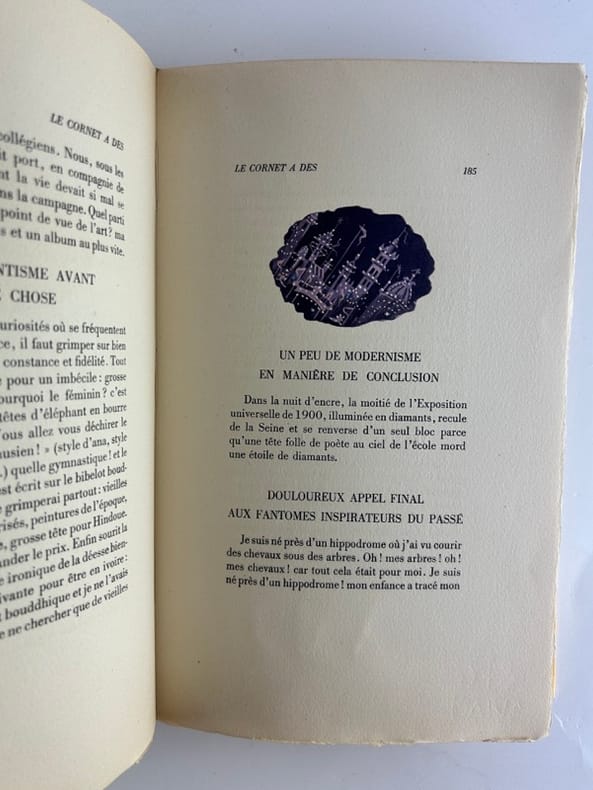 LE CORNET A DES
collégiens. Nous, sous les
port, en compagnie de
la vie devait si mal se
la campagne. Quel parti
point de vue de l'art? ma
et un album au plus vite.
AVANT
CHOSE
où se fréquentent
il faut grimper sur bien
constance et fidélité. Tout
pour un imbécile : grosse
pourquoi le féminin? c'est
têtes d'éléphant en bourre
vous allez vous déchirer le
! » (style d'ana, style
.) quelle gymnastique! et le
est écrit sur le bibelot boud-
grimperai partout : vieilles
peintures de l'époque,
grosse tête pour Hindoue.
le prix. Enfin sourit la
ironique de la déesse bien-
pour être en ivoire :
bouddhique et je ne l'avais
ne chercher que de vieilles
LE CORNET A DES 185
UN PEU DE MODERNISME
EN MANIÈRE DE CONCLUSION
Dans la nuit d'encre, la moitié de l'Exposition
universelle de 1900, illuminée en diamants, recule
de la Seine et se renverse d'un seul bloc parce
qu'une tête folle de poète au ciel de l'école mord
une étoile de diamants.
DOULOUREUX APPEL FINAL
AUX FANTOMES INSPIRATEURS DU PASSÉ
Je suis né près d'un hippodrome où j'ai vu courir
des chevaux sous des arbres. Oh! mes arbres! oh!
mes chevaux! car tout cela était pour moi. Je suis
né près d'un hippodrome! mon enfance a tracé mon